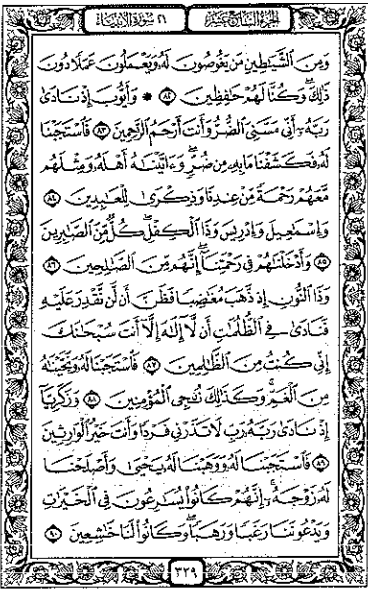 الجزء السابع عشر ٢١ سورة الأنبياء
وَمِنَ ٱلشَّيَٰطِينِ مَن يَغُوصُونَ لَهُۥ وَيَعْمَلُونَ عَمَلًا دُونَ
ذَٰلِكَ ۖ وَكُنَّا لَهُمْ حَٰفِظِينَ ٨٢ ۞ وَأَيُّوبَ إِذْ نَادَىٰ
رَبَّهُۥٓ أَنِّى مَسَّنِىَ ٱلضُّرُّ وَأَنتَ أَرْحَمُ ٱلرَّٰحِمِينَ ٨٣ فَٱسْتَجَبْنَا
لَهُۥ فَكَشَفْنَا مَا بِهِۦ مِن ضُرٍّ ۖ وَءَاتَيْنَٰهُ أَهْلَهُۥ وَمِثْلَهُم
مَّعَهُمْ رَحْمَةً مِّنْ عِندِنَا وَذِكْرَىٰ لِلْعَٰبِدِينَ ٨٤
وَإِسْمَٰعِيلَ وَإِدْرِيسَ وَذَا ٱلْكِفْلِ ۖ كُلٌّ مِّنَ ٱلصَّٰبِرِينَ
٨٥ وَأَدْخَلْنَٰهُمْ فِى رَحْمَتِنَآ ۖ إِنَّهُم مِّنَ ٱلصَّٰلِحِينَ ٨٦
وَذَا ٱلنُّونِ إِذ ذَّهَبَ مُغَٰضِبًا فَظَنَّ أَن لَّن نَّقْدِرَ عَلَيْهِ
فَنَادَىٰ فِى ٱلظُّلُمَٰتِ أَن لَّآ إِلَٰهَ إِلَّآ أَنتَ سُبْحَٰنَكَ
إِنِّى كُنتُ مِنَ ٱلظَّٰلِمِينَ ٨٧ فَٱسْتَجَبْنَا لَهُۥ وَنَجَّيْنَٰهُ
مِنَ ٱلْغَمِّ ۚ وَكَذَٰلِكَ نُۨجِى ٱلْمُؤْمِنِينَ ٨٨ وَزَكَرِيَّآ
إِذْ نَادَىٰ رَبَّهُۥ رَبِّ لَا تَذَرْنِى فَرْدًا وَأَنتَ خَيْرُ ٱلْوَٰرِثِينَ
٨٩ فَٱسْتَجَبْنَا لَهُۥ وَوَهَبْنَا لَهُۥ يَحْيَىٰ وَأَصْلَحْنَا
لَهُۥ زَوْجَهُۥٓ ۚ إِنَّهُمْ كَانُوا۟ يُسَٰرِعُونَ فِى ٱلْخَيْرَٰتِ
وَيَدْعُونَنَا رَغَبًا وَرَهَبًا ۖ وَكَانُوا۟ لَنَا خَٰشِعِينَ ٩٠
٣٢٩